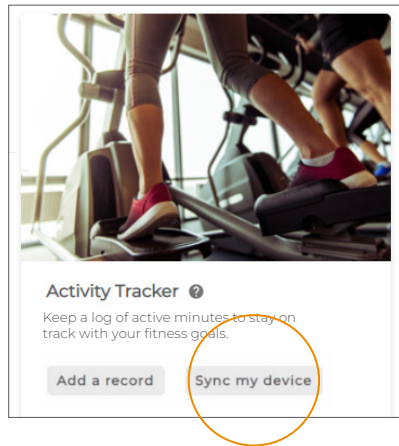 Activity Tracker ?
Keep a log of active minutes to stay on
track with your fitness goals.
Add a record
Sync my device